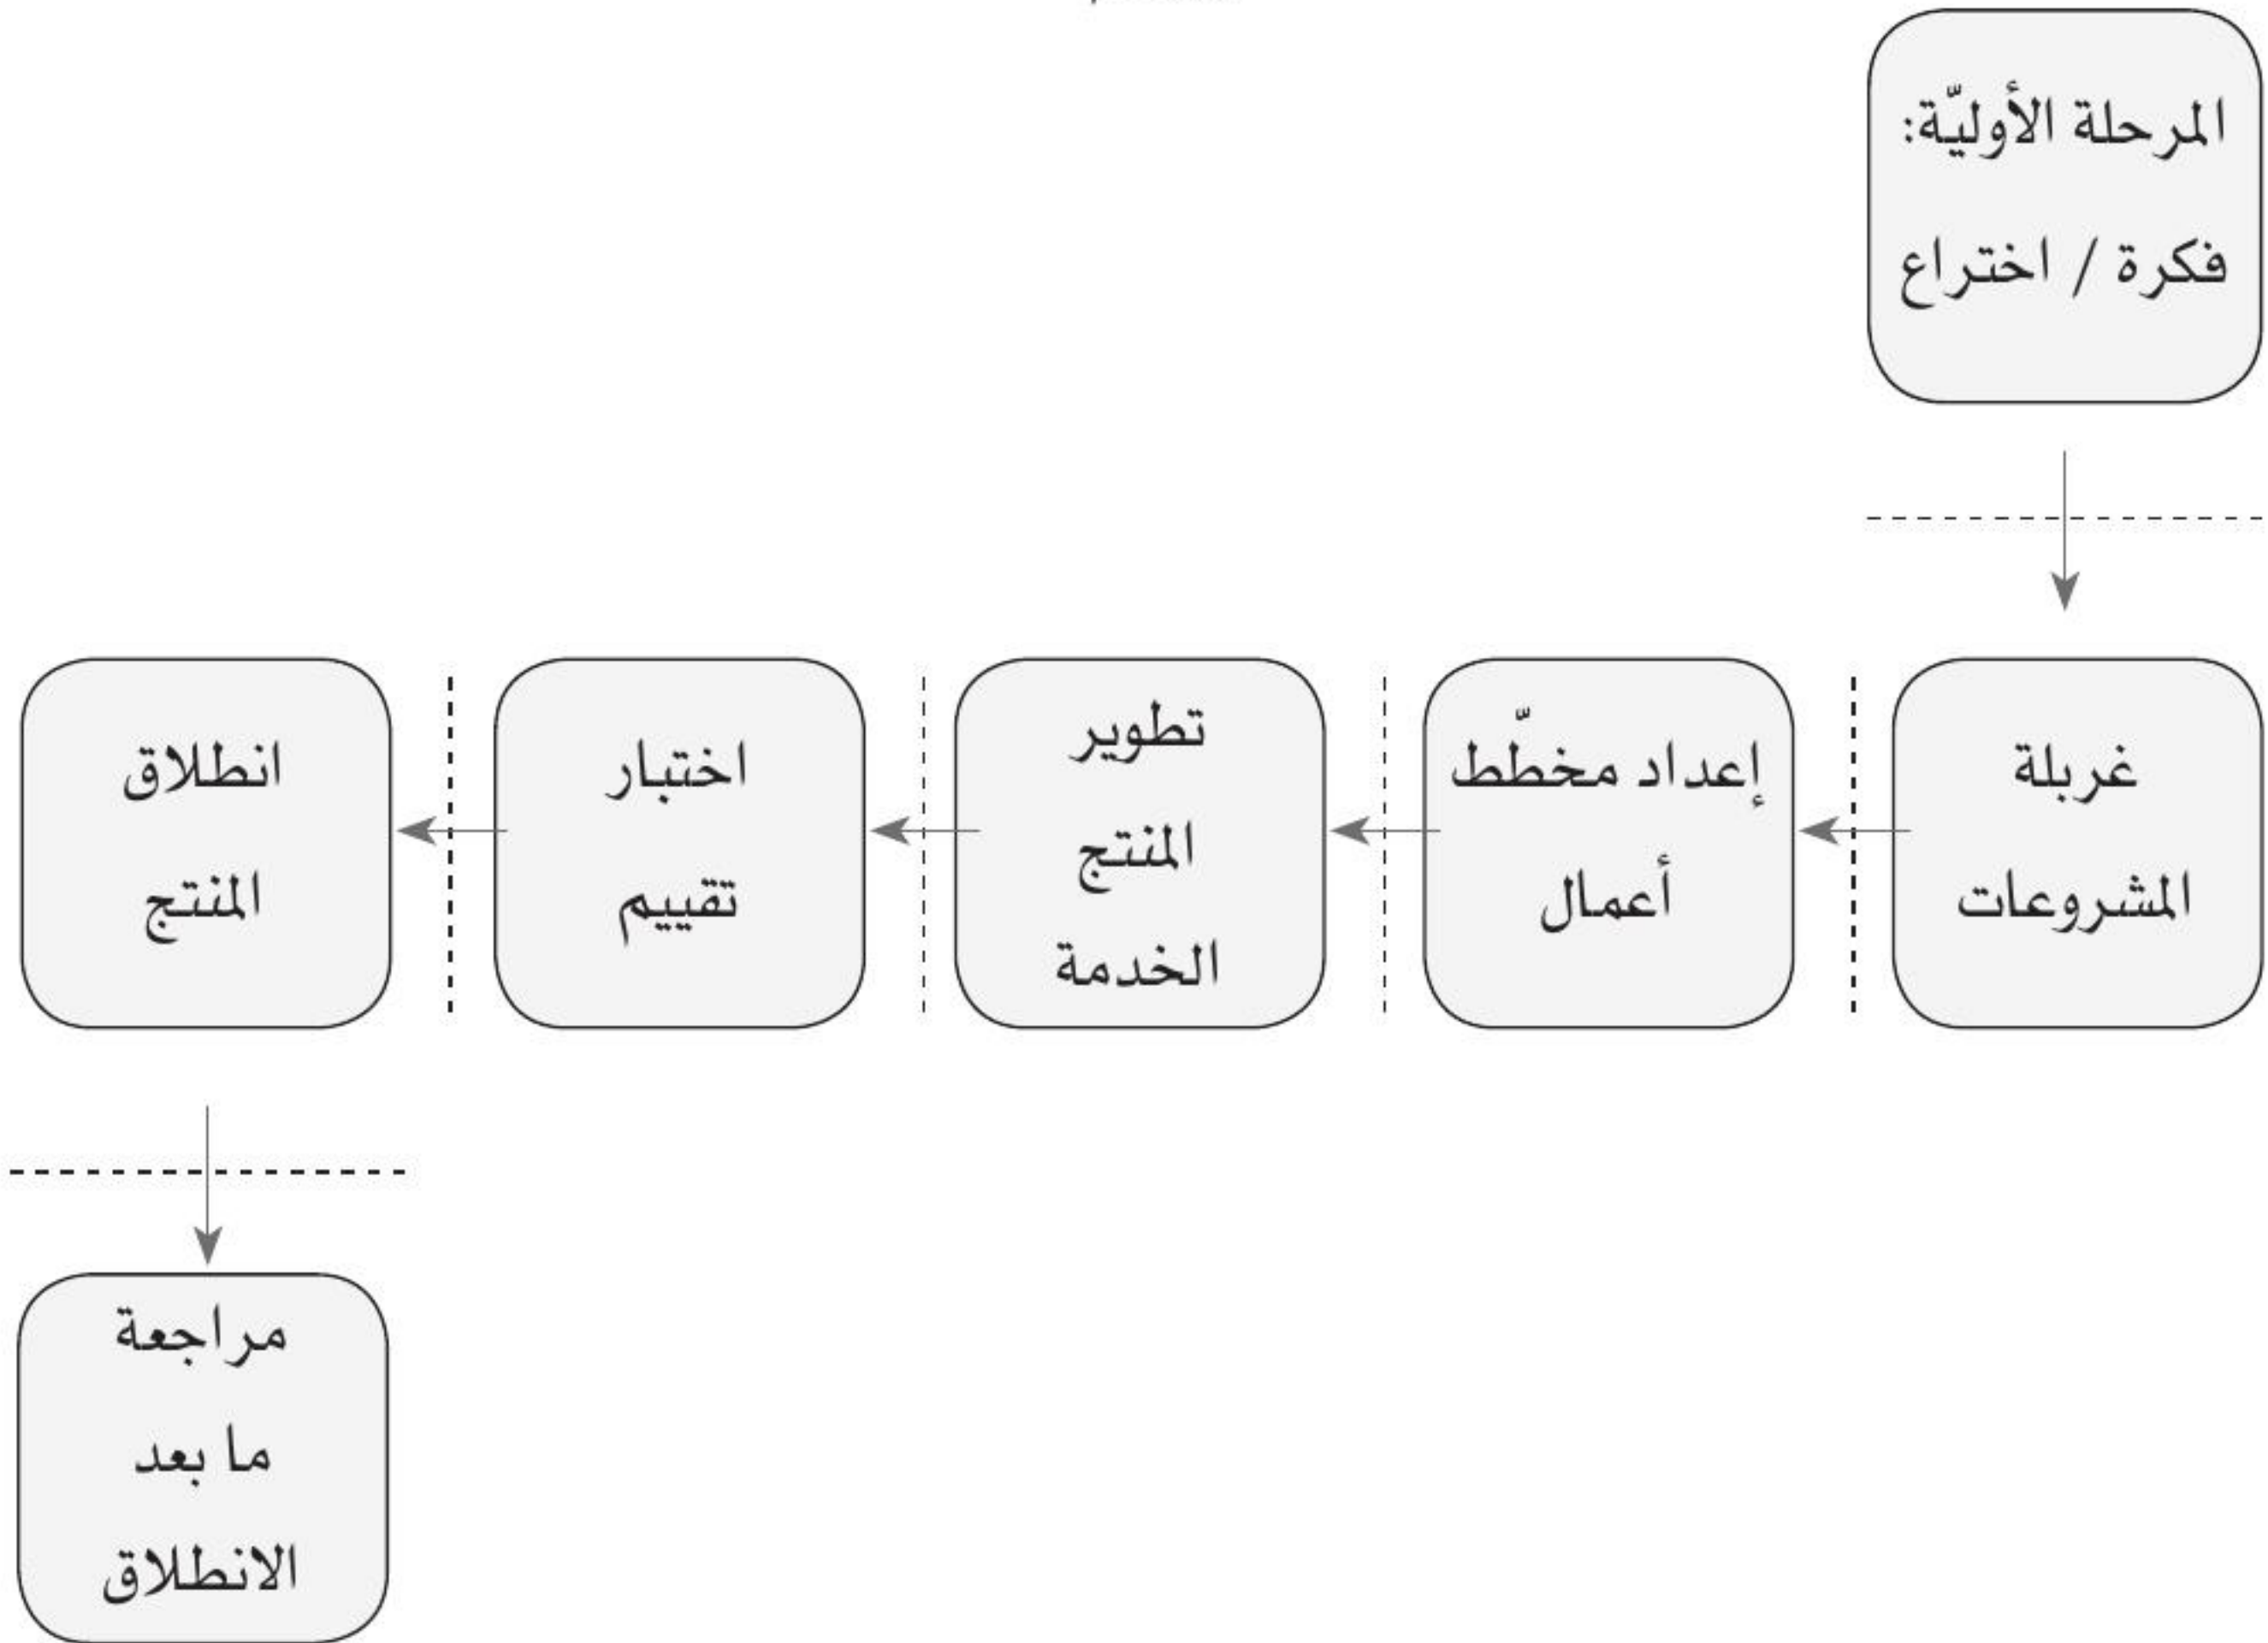 المرحلة الأوليّة:
فكرة / اختراع
غربلة
المشروعات
إعداد مخطّط
أعمال
تطوير
المنتج
الخدمة
اختبار
تقييم
انطلاق
المنتج
مراجعة
ما بعد
الانطلاق